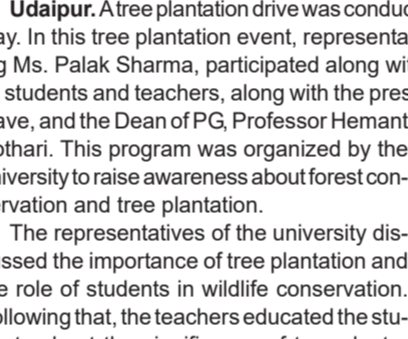 Udaipur. A tree plantation drive was conduc
ay. In this tree plantation event, representa
g Ms. Palak Sharma, participated along wi
students and teachers, along with the pres
ave, and the Dean of PG, Professor Hemant
othari. This program was organized by the
iversity to raise awareness about forest con-
ervation and tree plantation.
The representatives of the university dis-
ssed the importance of tree plantation and
e role of students in wildlife conservation.
ollowing that, the teachers educated the stu-